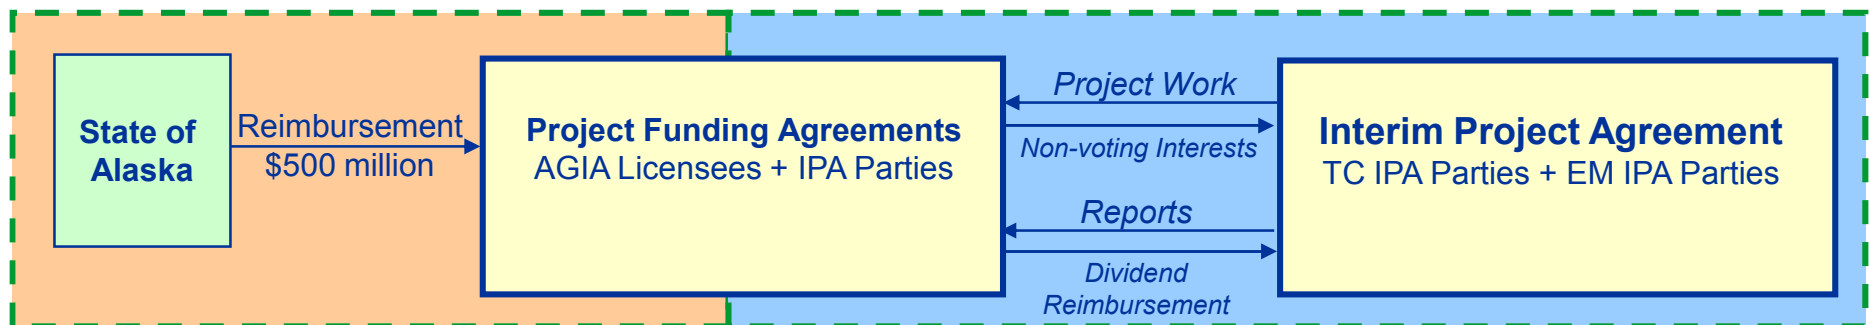 State of
Alaska
Reimbursement
$500 million
Project Funding Agreements
AGIA Licensees + IPA Parties
Project Work
Non-voting Interests
Reports
Dividend
Reimbursement
Interim Project Agreement
TC IPA Parties + EM IPA Parties